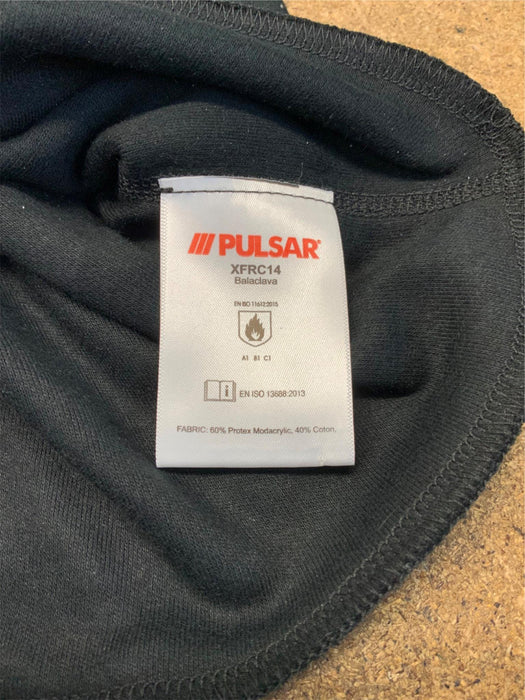 PULSAR®
XFRC14
Balaclava
EN ISO 11612:2015
A1 B1 C1
i EN ISO 13688:2013
FABRIC: 60% Protex Modacrylic, 40% Coton.